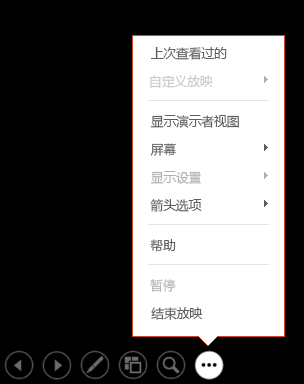 上次查看过的
自定义放映
显示演示者视图
屏幕
显示设置
箭头选项
帮助
暂停
结束放映